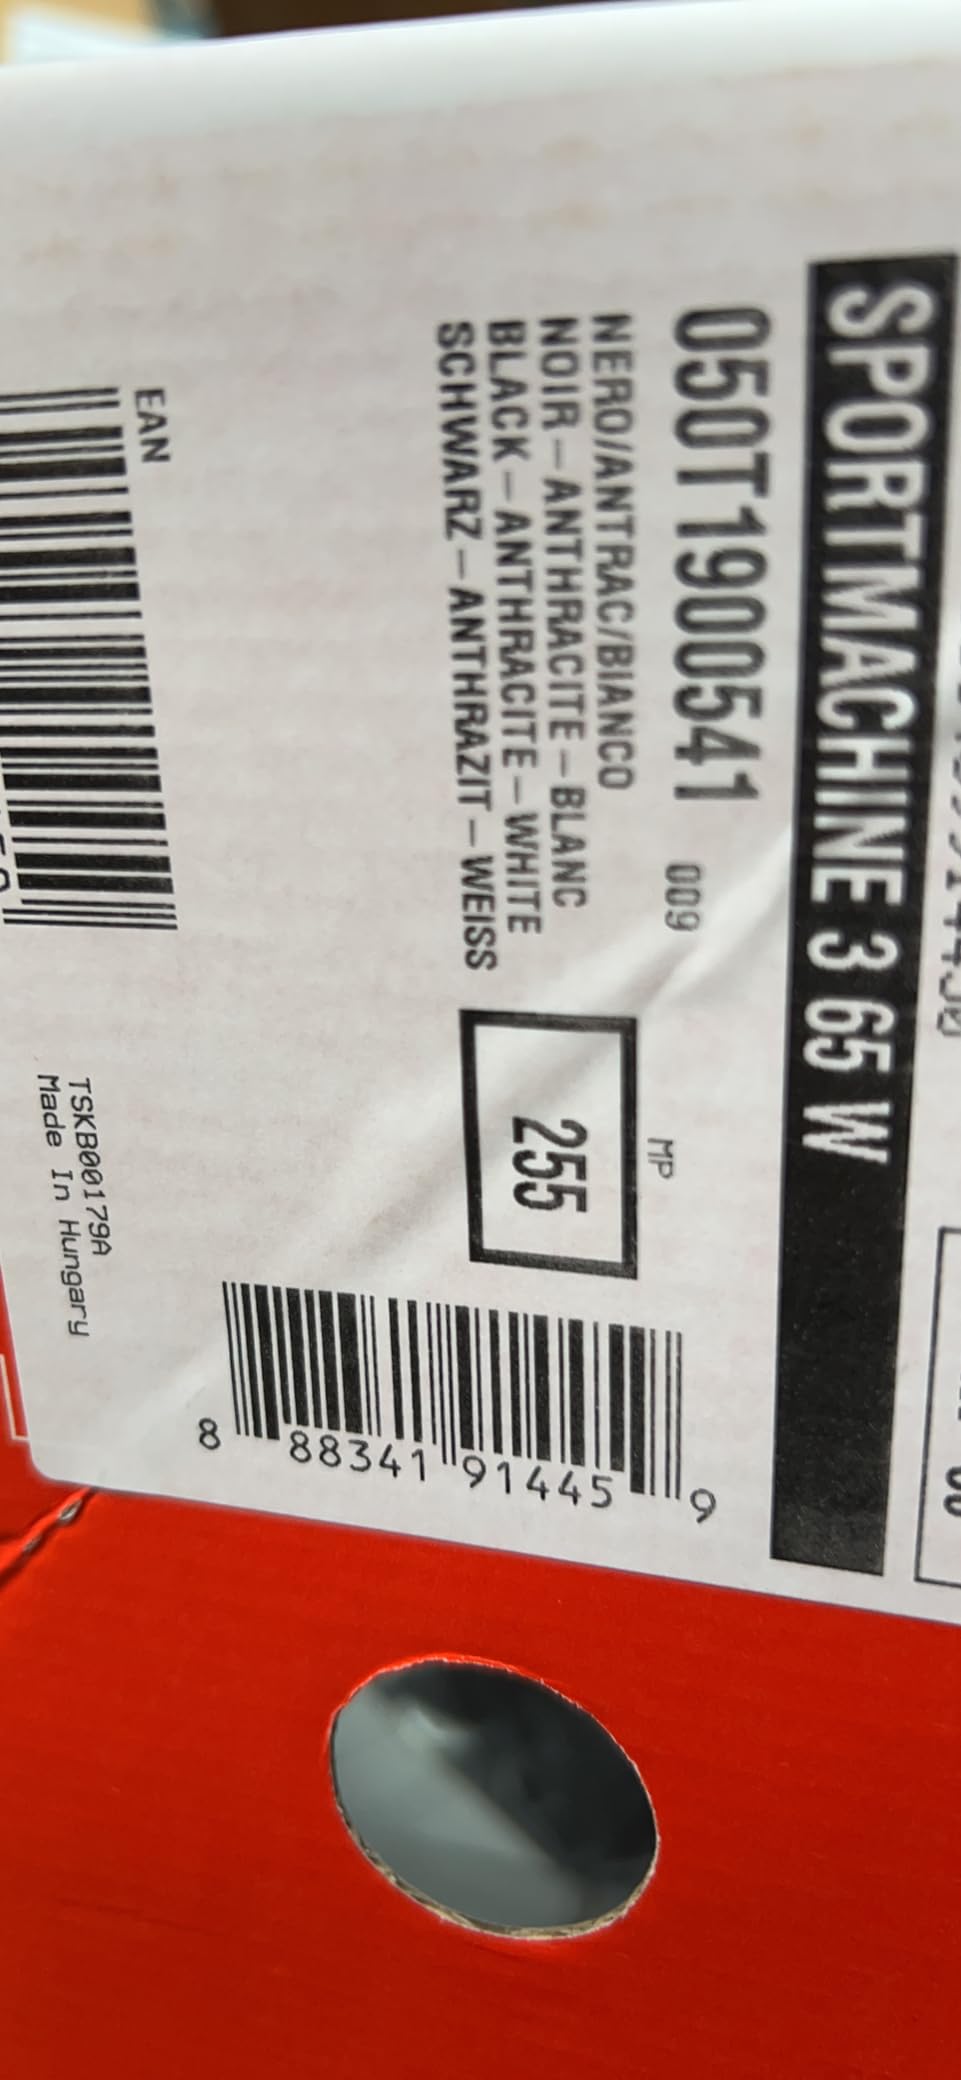 SPORTMACHINE 3 65 W
050T1900541 009
NERO/ANTRAC/BIANCO
NOIR-ANTHRACITE-BLANC
BLACK-ANTHRACITE-WHITE
SCHWARZ-ANTHRAZIT-WEISS
MP
255
8 88341 91445 9
EAN
TSKB00179A
Made In Hungary